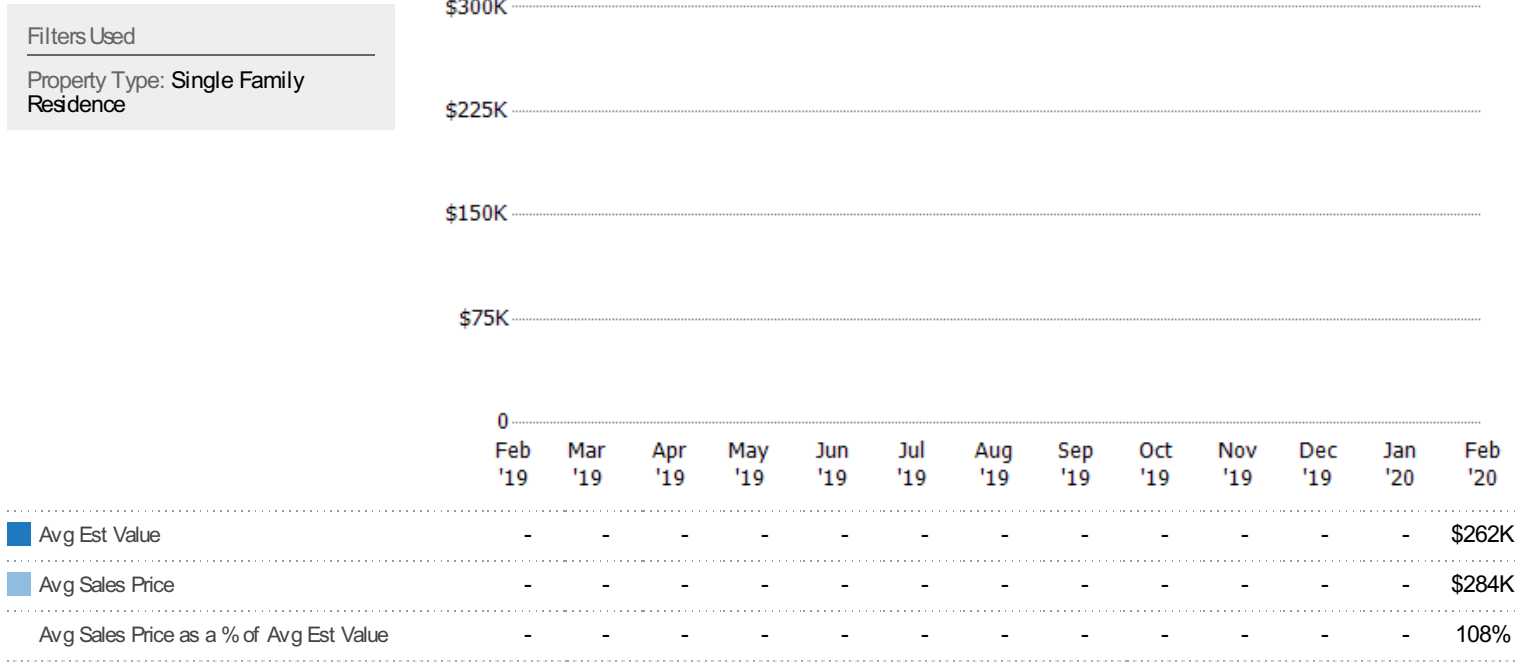 Filters Used
Property Type: Single Family
Residence
$300K
$225K
$150K
$75K
0
Feb Mar Apr May Jun Jul Aug Sep Oct Nov Dec Jan Feb
'19 '19 '19 '19 '19 '19 '19 '19 '19 '19 '19 '20 '20
Avg Est Value - - - - - - - - - - - - $262K
Avg Sales Price - - - - - - - - - - - - $284K
Avg Sales Price as a % of Avg Est Value - - - - - - - - - - - - 108%